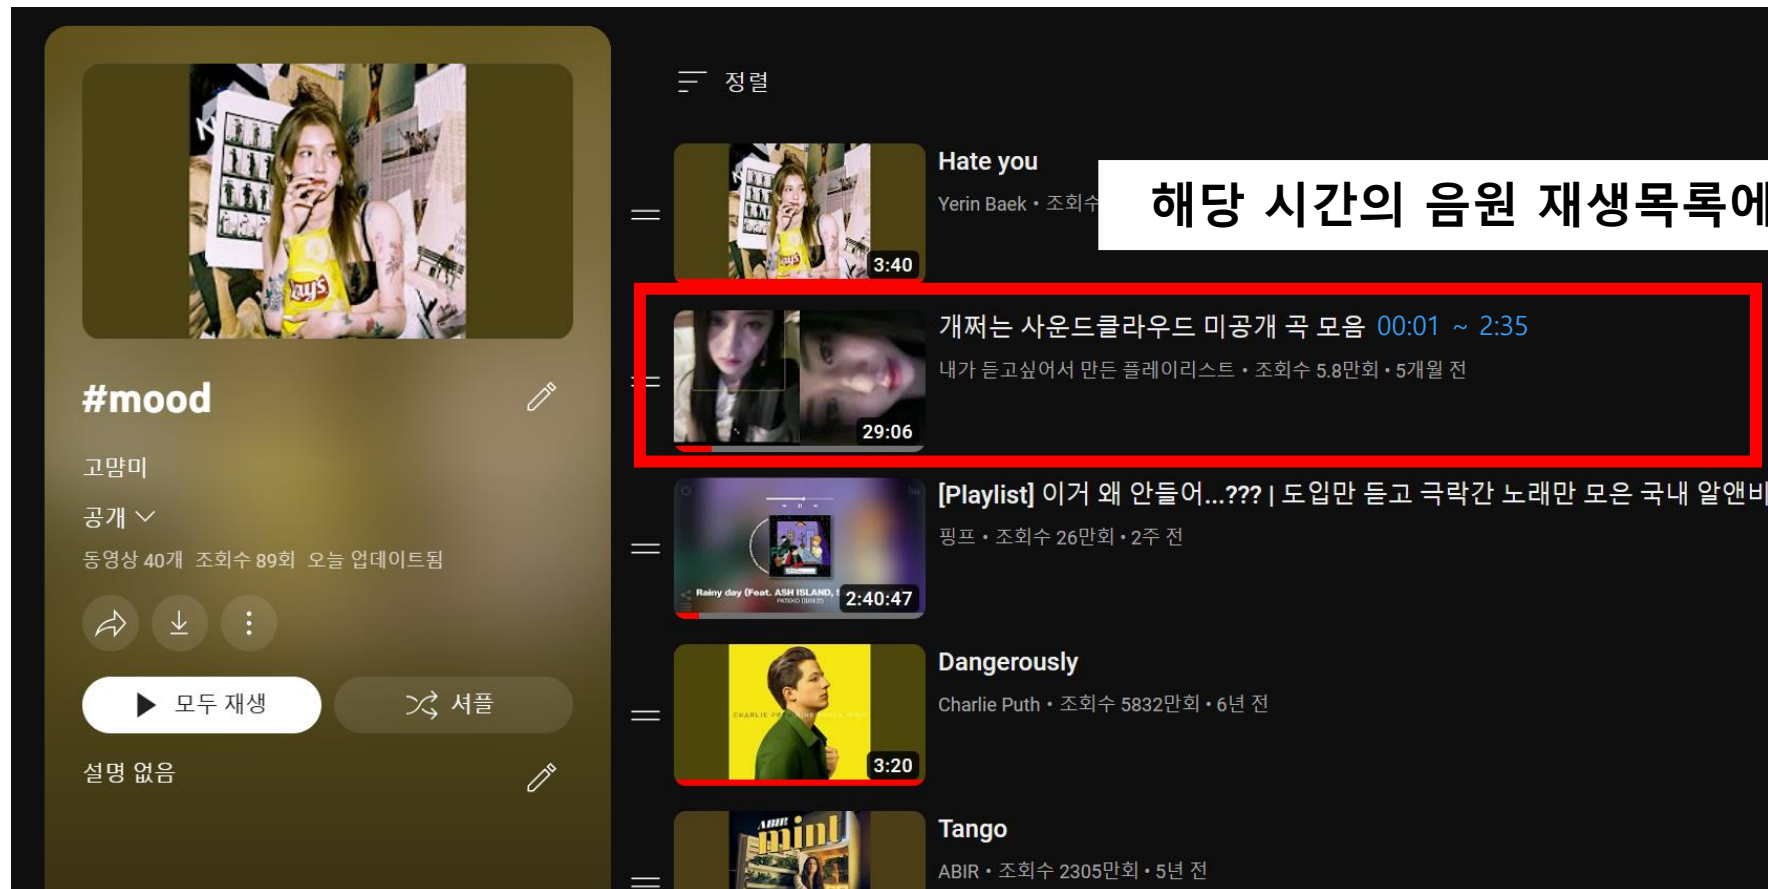 #mood
고먐미
공개
동영상 40개 조회수 89회 오늘 업데이트됨
모두 재생
셔플
설명 없음
정렬
Hate you
Yerin Baek • 조회수
3:40
해당 시간의 음원 재생목록에
개쩌는 사운드클라우드 미공개 곡 모음 00:01 ~ 2:35
내가 듣고싶어서 만든 플레이리스트 • 조회수 5.8만회 • 5개월 전
29:06
[Playlist] 이거 왜 안들어...??? | 도입만 듣고 극락간 노래만 모은 국내 알앤비
핑프 • 조회수 26만회 • 2주 전
Rainy day (Feat. ASH ISLAND,
2:40:47
Dangerously
Charlie Puth • 조회수 5832만회 • 6년 전
3:20
Tango
ABIR • 조회수 2305만회 • 5년 전
Lays
ABIR
mint